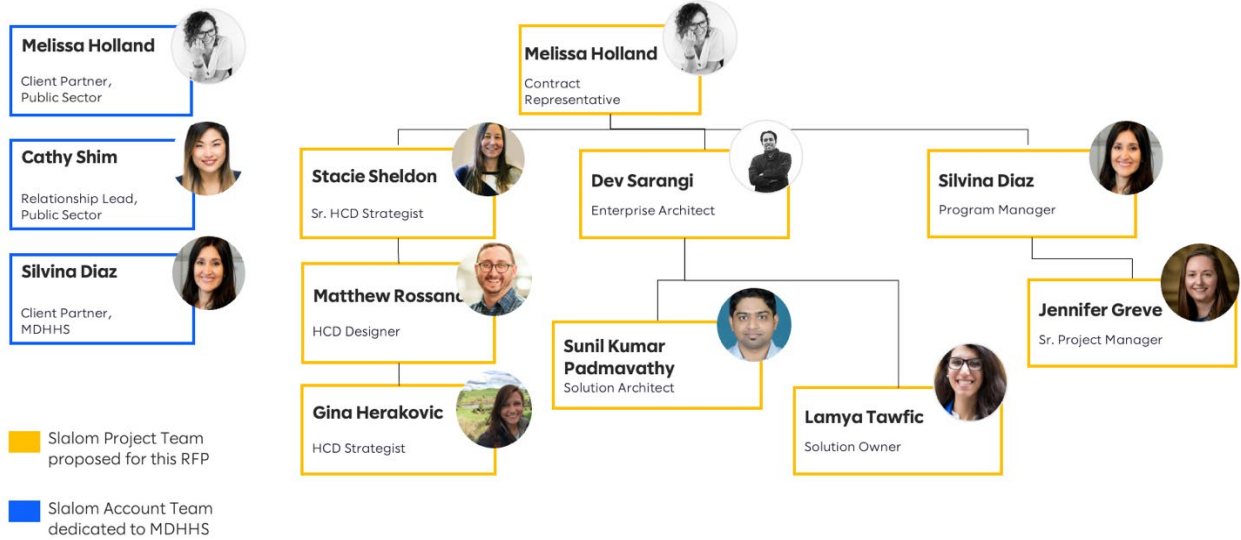 Melissa Holland
Client Partner,
Public Sector
Cathy Shim
Relationship Lead,
Public Sector
Silvina Diaz
Client Partner,
MDHHS
Slalom Project Team
proposed for this RFP
Slalom Account Team
dedicated to MDHHS
Melissa Holland
Contract
Representative
Stacie Sheldon
Sr. HCD Strategist
Matthew Rossano
HCD Designer
Gina Herakovic
HCD Strategist
Dev Sarangi
Enterprise Architect
Sunil Kumar
Padmavathy
Solution Architect
Lamya Tawfic
Solution Owner
Silvina Diaz
Program Manager
Jennifer Greve
Sr. Project Manager